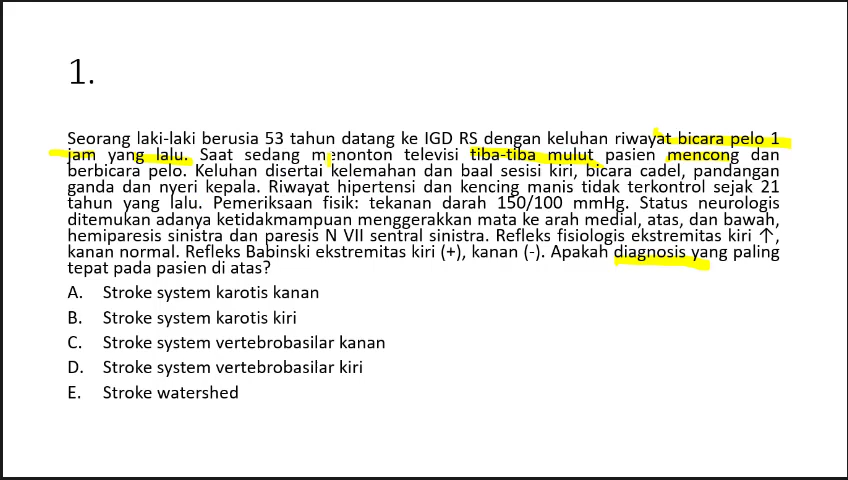 1.
Seorang laki-laki berusia 53 tahun datang ke IGD RS dengan keluhan riwayat bicara pelo 1
jam yang lalu. Saat sedang menonton televisi tiba-tiba mulut pasien mencong dan
berbicara pelo. Keluhan disertai kelemahan dan baal sesisi kiri, bicara cadel, pandangan
ganda dan nyeri kepala. Riwayat hipertensi dan kencing manis tidak terkontrol sejak 21
tahun yang lalu. Pemeriksaan fisik: tekanan darah 150/100 mmHg. Status neurologis
ditemukan adanya ketidakmampuan menggerakkan mata ke arah medial, atas, dan bawah,
hemiparesis sinistra dan paresis N VII sentral sinistra. Refleks fisiologis ekstremitas kiri ↑,
kanan normal. Refleks Babinski ekstremitas kiri (+), kanan (-). Apakah diagnosis yang paling
tepat pada pasien di atas?
A. Stroke system karotis kanan
B. Stroke system karotis kiri
C. Stroke system vertebrobasilar kanan
D. Stroke system vertebrobasilar kiri
E. Stroke watershed